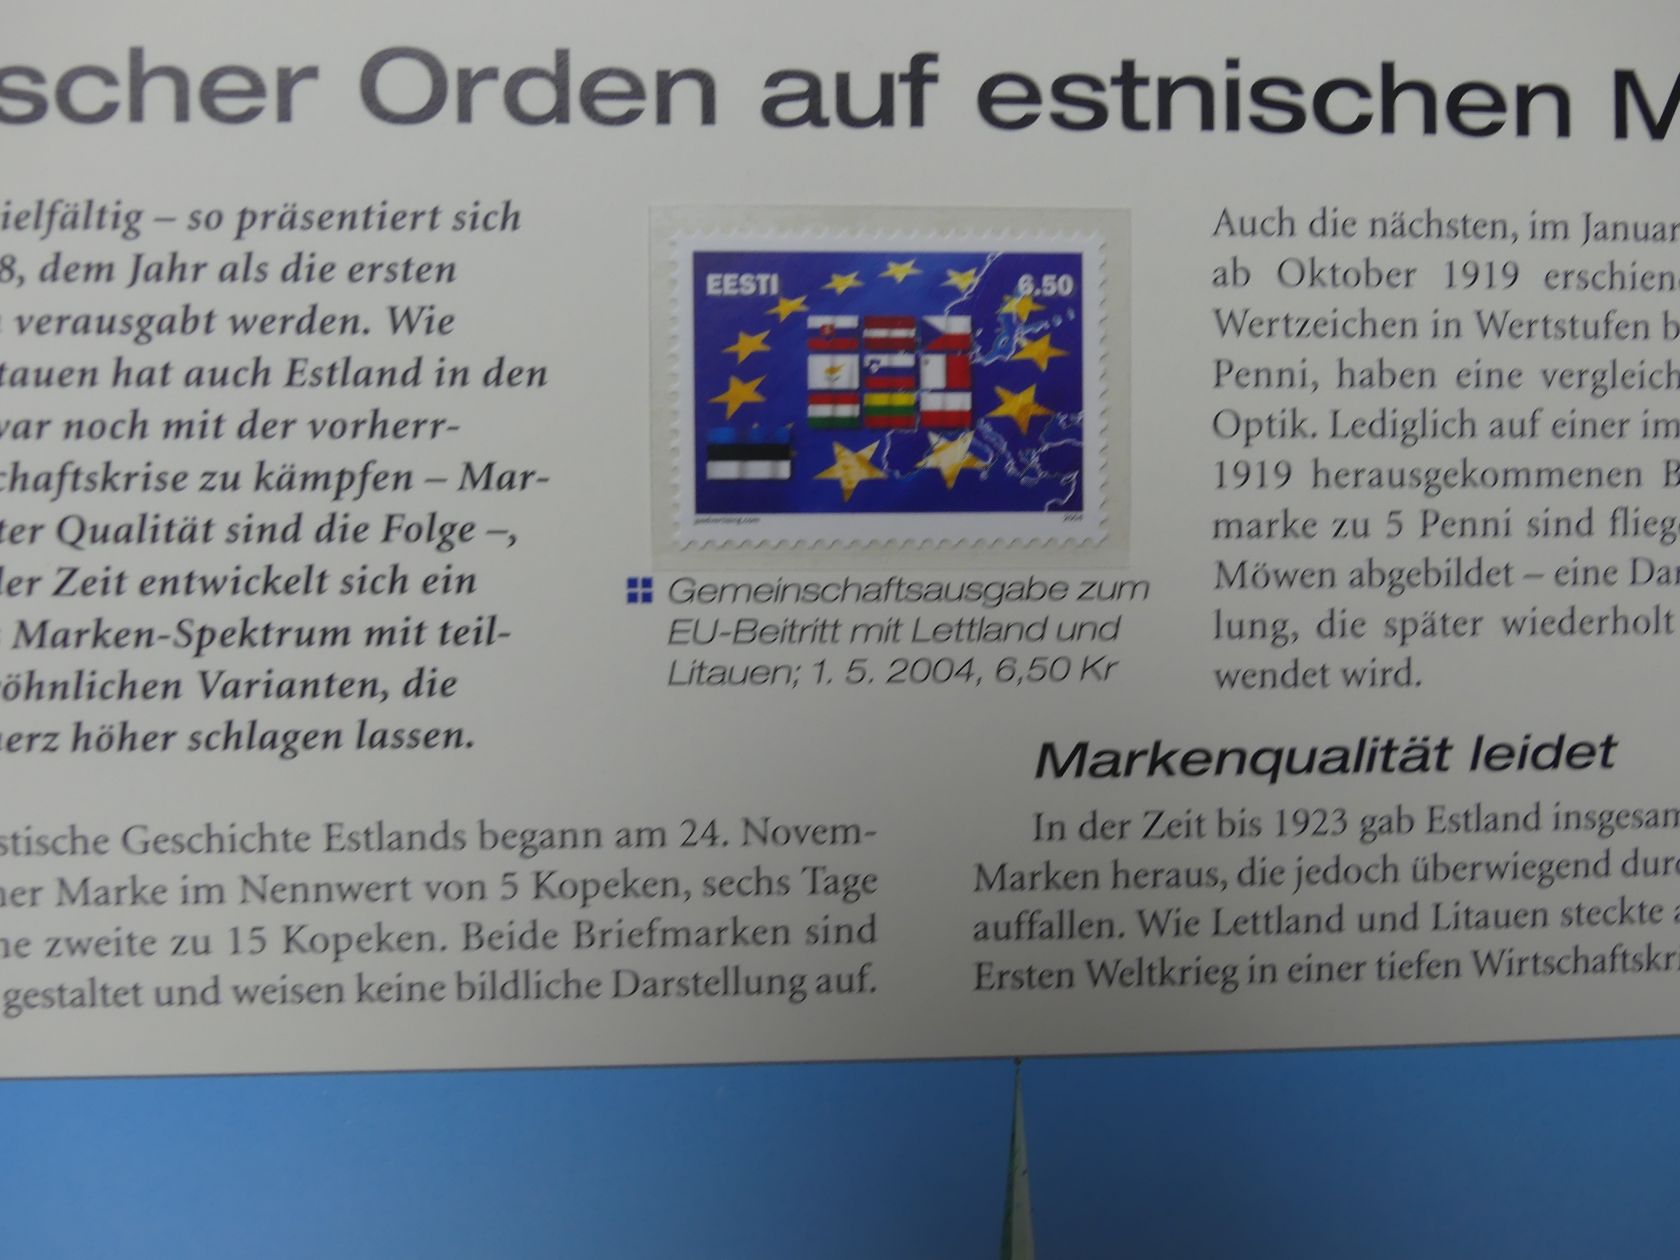 scher Orden auf estnischen
ielfältig – so präsentiert sich
8, dem Jahr als die ersten
verausgabt werden. Wie
tauen hat auch Estland in den
var noch mit der vorherr-
chaftskrise zu kämpfen – Mar-
ter Qualität sind die Folge –,
der Zeit entwickelt sich ein
Marken-Spektrum mit teil-
öhnlichen Varianten, die
herz höher schlagen lassen.
EESTI 6.50
2004
Gemeinschaftsausgabe zum
EU-Beitritt mit Lettland und
Litauen; 1. 5. 2004, 6,50 Kr
Auch die nächsten, im Januar
ab Oktober 1919 erschien
Wertzeichen in Wertstufen b
Penni, haben eine vergleich
Optik. Lediglich auf einer im
1919 herausgekommenen B
marke zu 5 Penni sind flieg
Möwen abgebildet – eine Dar
lung, die später wiederholt
wendet wird.
stische Geschichte Estlands begann am 24. Novem-
ner Marke im Nennwert von 5 Kopeken, sechs Tage
ne zweite zu 15 Kopeken. Beide Briefmarken sind
gestaltet und weisen keine bildliche Darstellung auf.
Markenqualität leidet
In der Zeit bis 1923 gab Estland insgesam
Marken heraus, die jedoch überwiegend durc
auffallen. Wie Lettland und Litauen steckte a
Ersten Weltkrieg in einer tiefen Wirtschaftskri